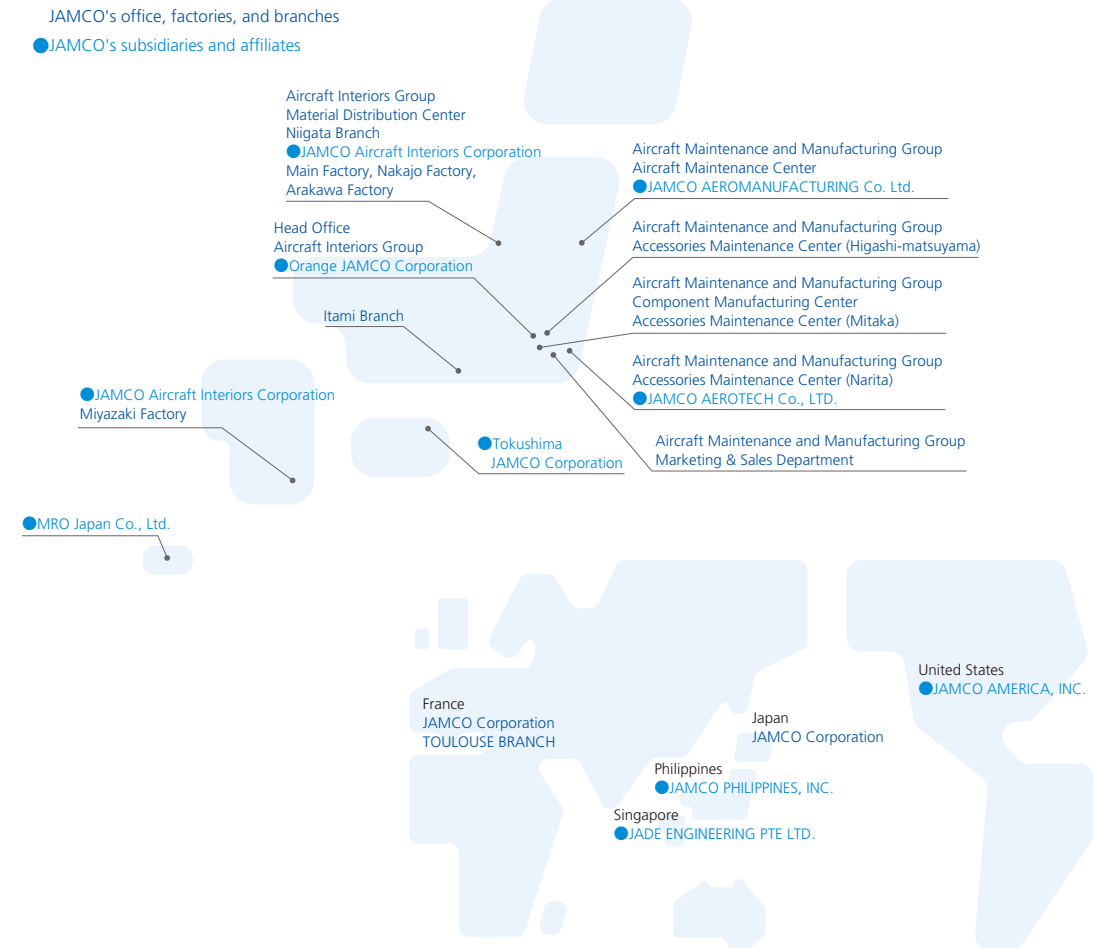 JAMCO's office, factories, and branches
●JAMCO's subsidiaries and affiliates
Aircraft Interiors Group
Material Distribution Center
Niigata Branch
●JAMCO Aircraft Interiors Corporation
Main Factory, Nakajo Factory,
Arakawa Factory
Head Office
Aircraft Interiors Group
●Orange JAMCO Corporation
Itami Branch
●JAMCO Aircraft Interiors Corporation
Miyazaki Factory
●MRO Japan Co., Ltd.
●Tokushima
JAMCO Corporation
Aircraft Maintenance and Manufacturing Group
Aircraft Maintenance Center
●JAMCO AEROMANUFACTURING Co. Ltd.
Aircraft Maintenance and Manufacturing Group
Accessories Maintenance Center (Higashi-matsuyama)
Aircraft Maintenance and Manufacturing Group
Component Manufacturing Center
Accessories Maintenance Center (Mitaka)
Aircraft Maintenance and Manufacturing Group
Accessories Maintenance Center (Narita)
●JAMCO AEROTECH Co., LTD.
Aircraft Maintenance and Manufacturing Group
Marketing & Sales Department
France
JAMCO Corporation
TOULOUSE BRANCH
Japan
JAMCO Corporation
Philippines
●JAMCO PHILIPPINES, INC.
Singapore
●JADE ENGINEERING PTE LTD.
United States
●JAMCO AMERICA, INC.